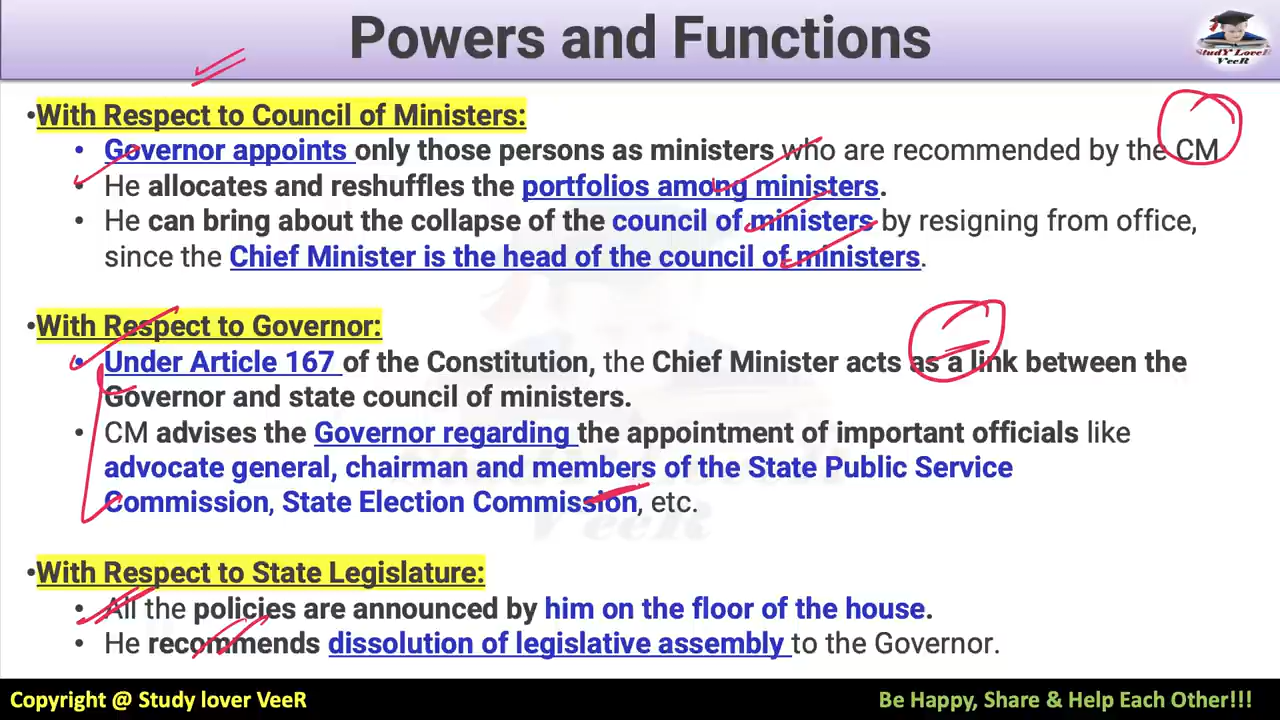 Powers and Functions
StudY LoveR
VeeR
•With Respect to Council of Ministers:
• Governor appoints only those persons as ministers who are recommended by the CM
• He allocates and reshuffles the portfolios among ministers.
• He can bring about the collapse of the council of ministers by resigning from office,
since the Chief Minister is the head of the council of ministers.
•With Respect to Governor:
• Under Article 167 of the Constitution, the Chief Minister acts as a link between the
Governor and state council of ministers.
• CM advises the Governor regarding the appointment of important officials like
advocate general, chairman and members of the State Public Service
Commission, State Election Commission, etc.
•With Respect to State Legislature:
• All the policies are announced by him on the floor of the house.
• He recommends dissolution of legislative assembly to the Governor.
Copyright @ Study lover VeeR
Be Happy, Share & Help Each Other!!!